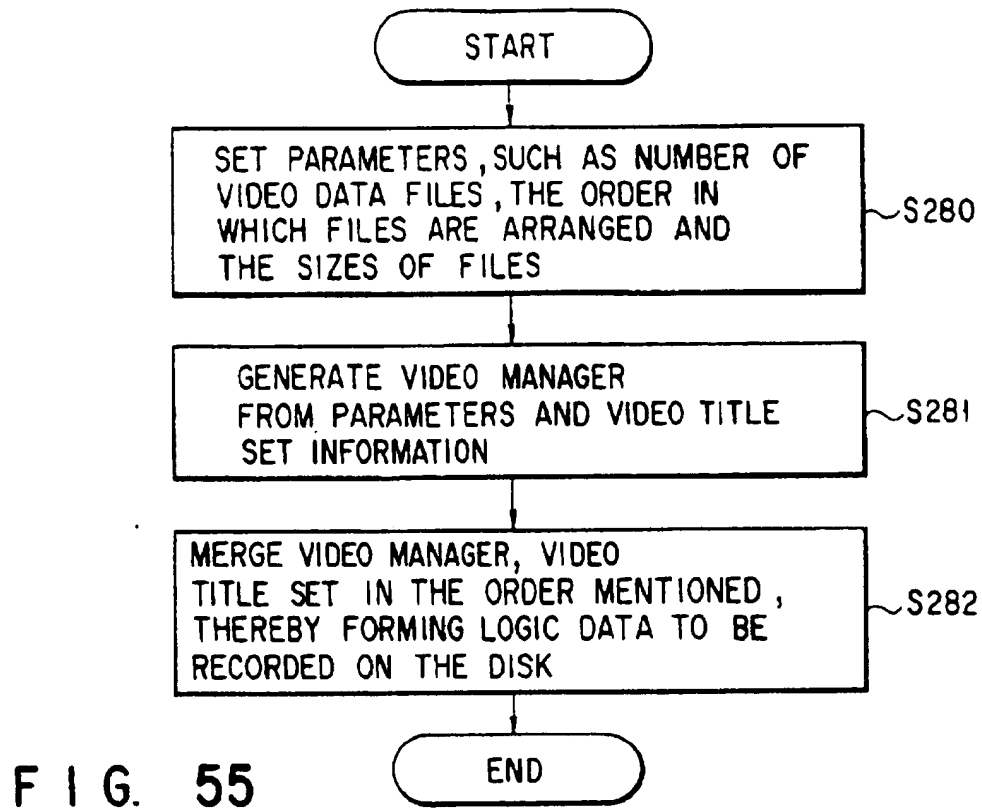 START
SET PARAMETERS, SUCH AS NUMBER OF
VIDEO DATA FILES, THE ORDER IN
WHICH FILES ARE ARRANGED AND
THE SIZES OF FILES
S280
GENERATE VIDEO MANAGER
FROM PARAMETERS AND VIDEO TITLE
SET INFORMATION
S281
MERGE VIDEO MANAGER, VIDEO
TITLE SET IN THE ORDER MENTIONED,
THEREBY FORMING LOGIC DATA TO BE
RECORDED ON THE DISK
S282
END
FIG. 55